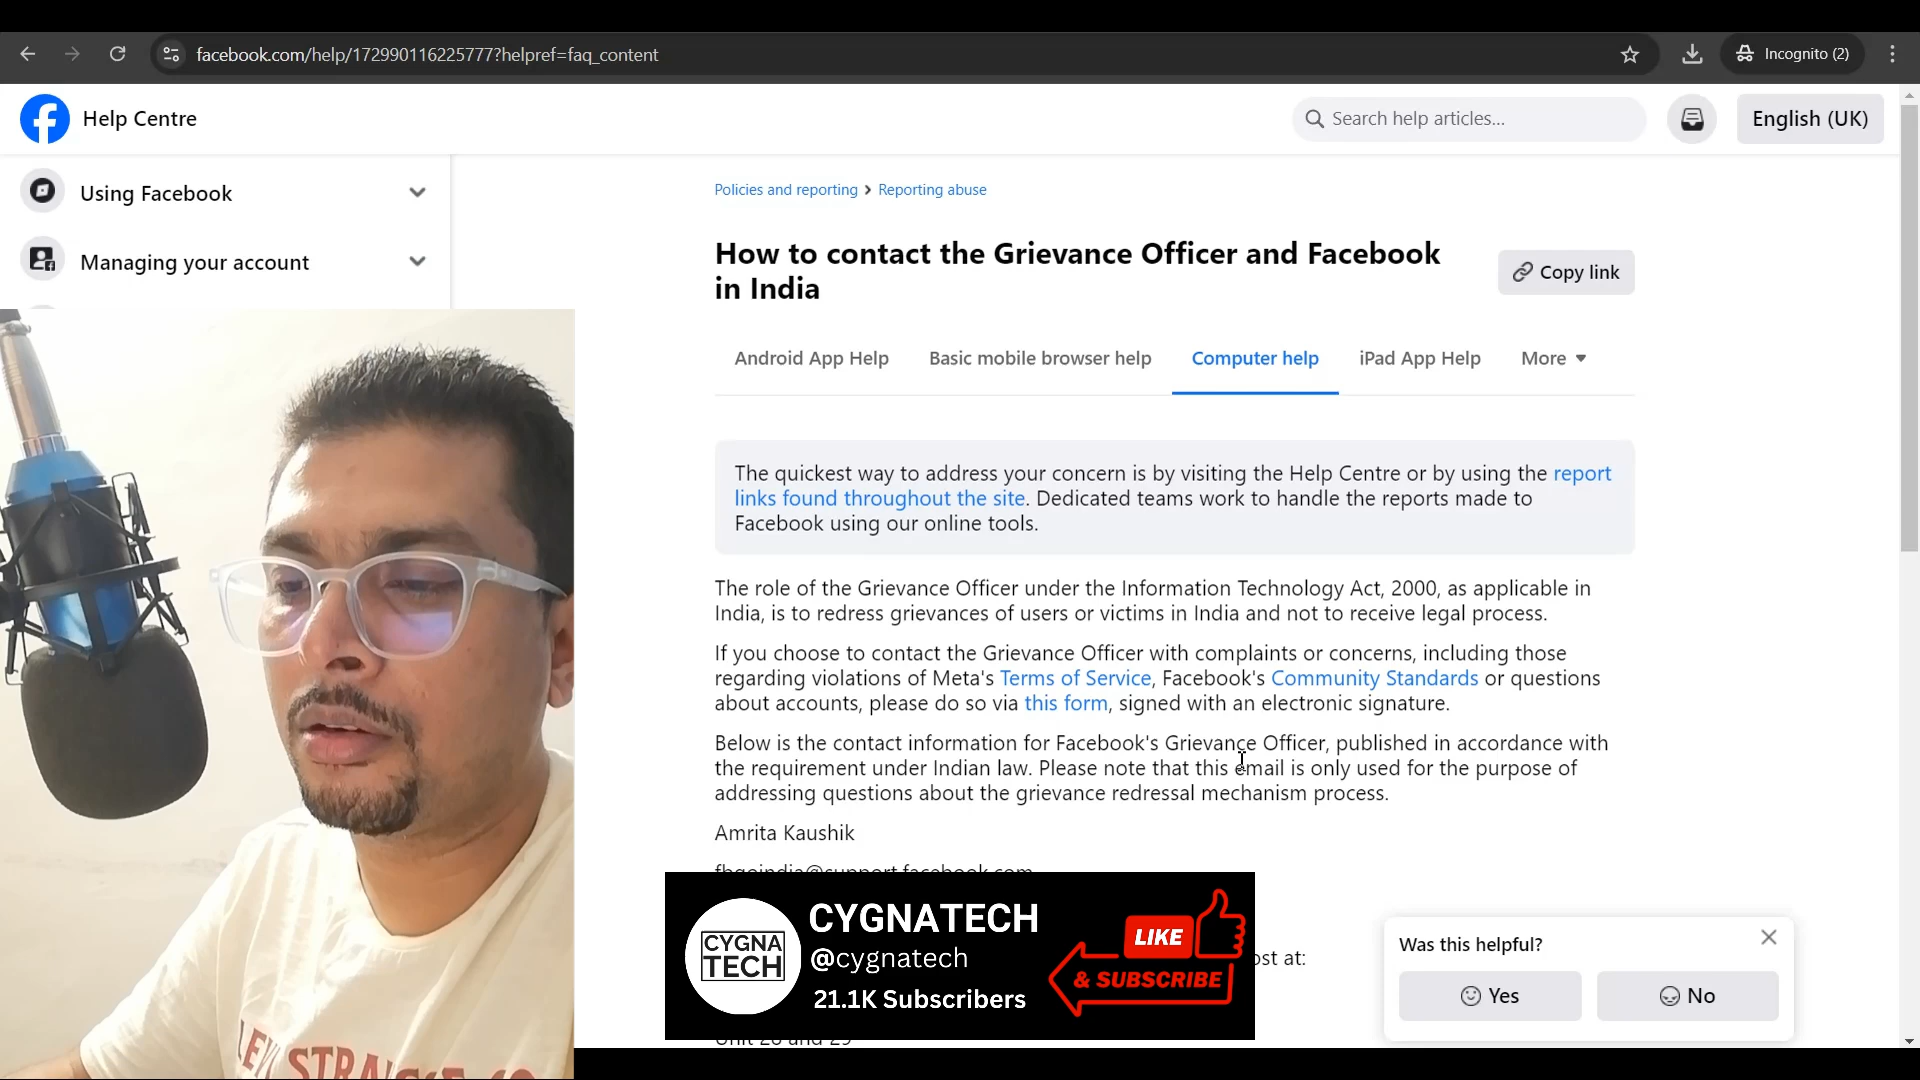 facebook.com/help/172990116225777?helpref=faq_content
Incognito (2)
Help Centre
Search help articles...
English (UK)
Using Facebook
Managing your account
Policies and reporting > Reporting abuse
How to contact the Grievance Officer and Facebook
in India
Copy link
Android App Help
Basic mobile browser help
Computer help
iPad App Help
More
The quickest way to address your concern is by visiting the Help Centre or by using the report
links found throughout the site. Dedicated teams work to handle the reports made to
Facebook using our online tools.
The role of the Grievance Officer under the Information Technology Act, 2000, as applicable in
India, is to redress grievances of users or victims in India and not to receive legal process.
If you choose to contact the Grievance Officer with complaints or concerns, including those
regarding violations of Meta's Terms of Service, Facebook's Community Standards or questions
about accounts, please do so via this form, signed with an electronic signature.
Below is the contact information for Facebook's Grievance Officer, published in accordance with
the requirement under Indian law. Please note that this email is only used for the purpose of
addressing questions about the grievance redressal mechanism process.
Amrita Kaushik
fbgoindia@support.facebook.com
CYGNA
TECH
CYGNATECH
@cygnatech
21.1K Subscribers
LIKE
& SUBSCRIBE
at:
Unit 28 and 29
Was this helpful?
Yes
No